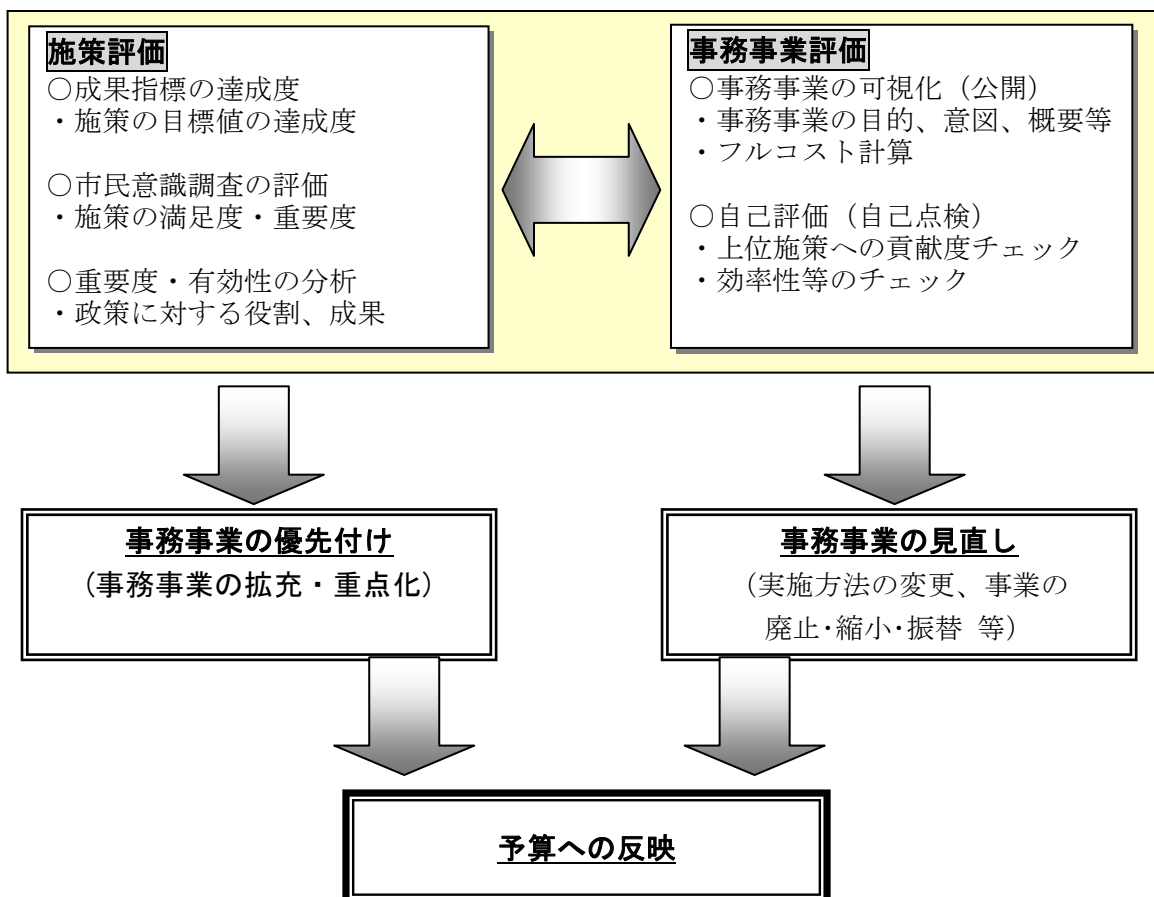 施策評価
○成果指標の達成度
・施策の目標値の達成度
○市民意識調査の評価
・施策の満足度・重要度
○重要度・有効性の分析
・政策に対する役割、成果
事務事業評価
○事務事業の可視化（公開）
・事務事業の目的、意図、概要等
・フルコスト計算
○自己評価（自己点検）
・上位施策への貢献度チェック
・効率性等のチェック
事務事業の優先付け
（事務事業の拡充・重点化）
事務事業の見直し
（実施方法の変更、事業の
廃止･縮小･振替 等）
予算への反映